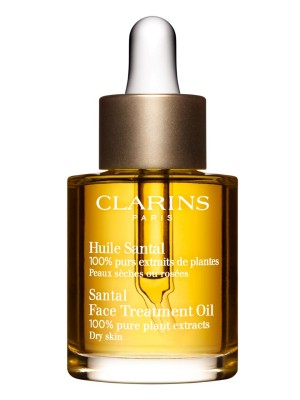 CLARINS
PARIS
Huile Santal
100% purs extraits de plantes
Peaux sèches ou rosées
Santal
Face Treatment Oil
100% pure plant extracts
Dry skin